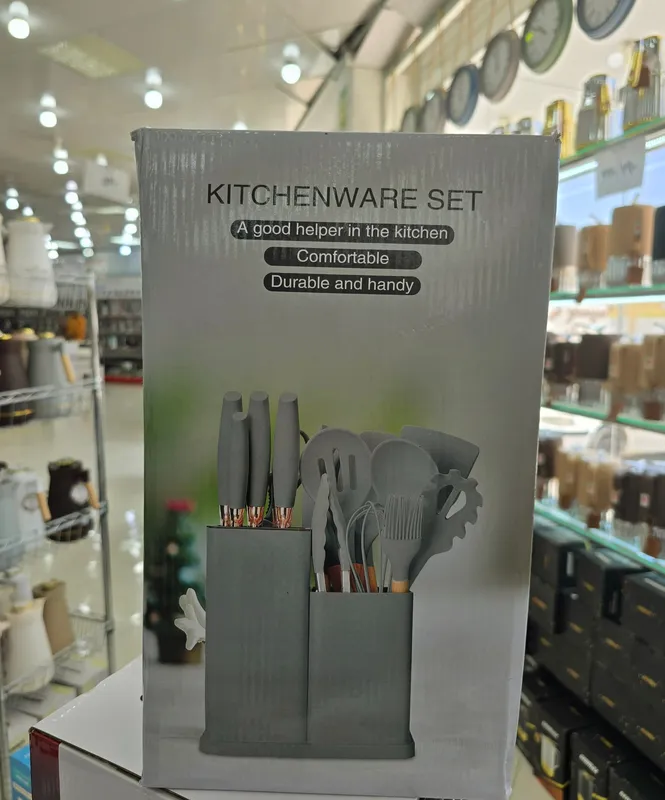 KITCHENWARE SET
A good helper in the kitchen
Comfortable
Durable and handy